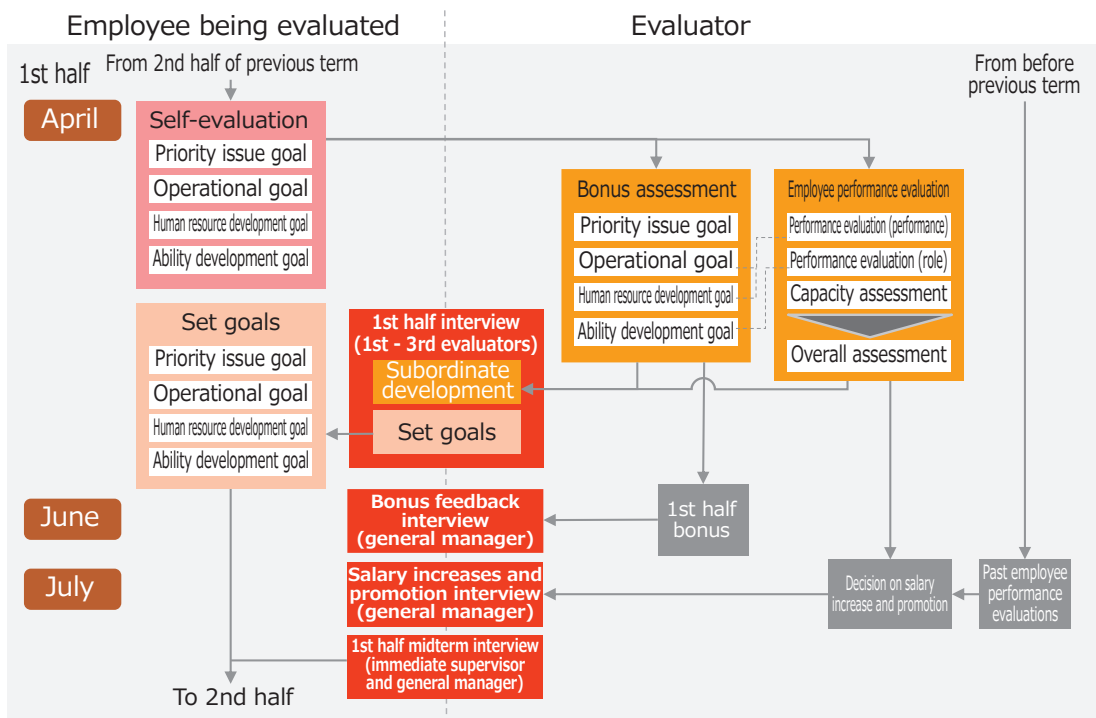 Employee being evaluated
Evaluator
1st half
From 2nd half of previous term
From before
previous term
April
Self-evaluation
Priority issue goal
Operational goal
Human resource development goal
Ability development goal
Bonus assessment
Priority issue goal
Operational goal
Human resource development goal
Ability development goal
Employee performance evaluation
Performance evaluation (performance)
Performance evaluation (role)
Capacity assessment
Overall assessment
Set goals
Priority issue goal
Operational goal
Human resource development goal
Ability development goal
1st half interview
(1st - 3rd evaluators)
Subordinate
development
Set goals
June
Bonus feedback
interview
(general manager)
1st half
bonus
July
Salary increases and
promotion interview
(general manager)
Decision on salary
increase and promotion
Past employee
performance
evaluations
1st half midterm interview
(immediate supervisor
and general manager)
To 2nd half